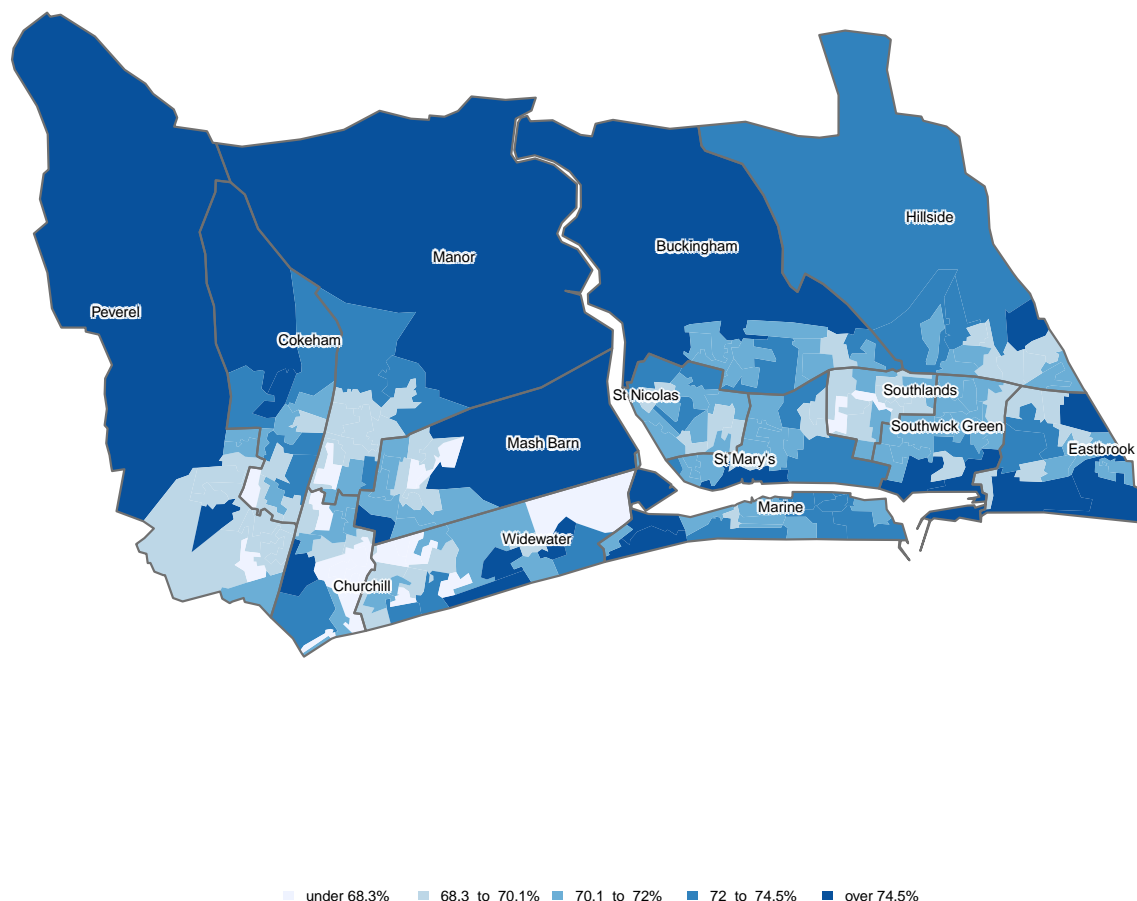 Hillside
Buckingham
Manor
Peverel
Cokeham
Southlands
St Nicolas
Southwick Green
Mash Barn
Eastbrook
St Mary's
Marine
Widewater
Churchill
under 68.3% 68.3 to 70.1% 70.1 to 72% 72 to 74.5% over 74.5%